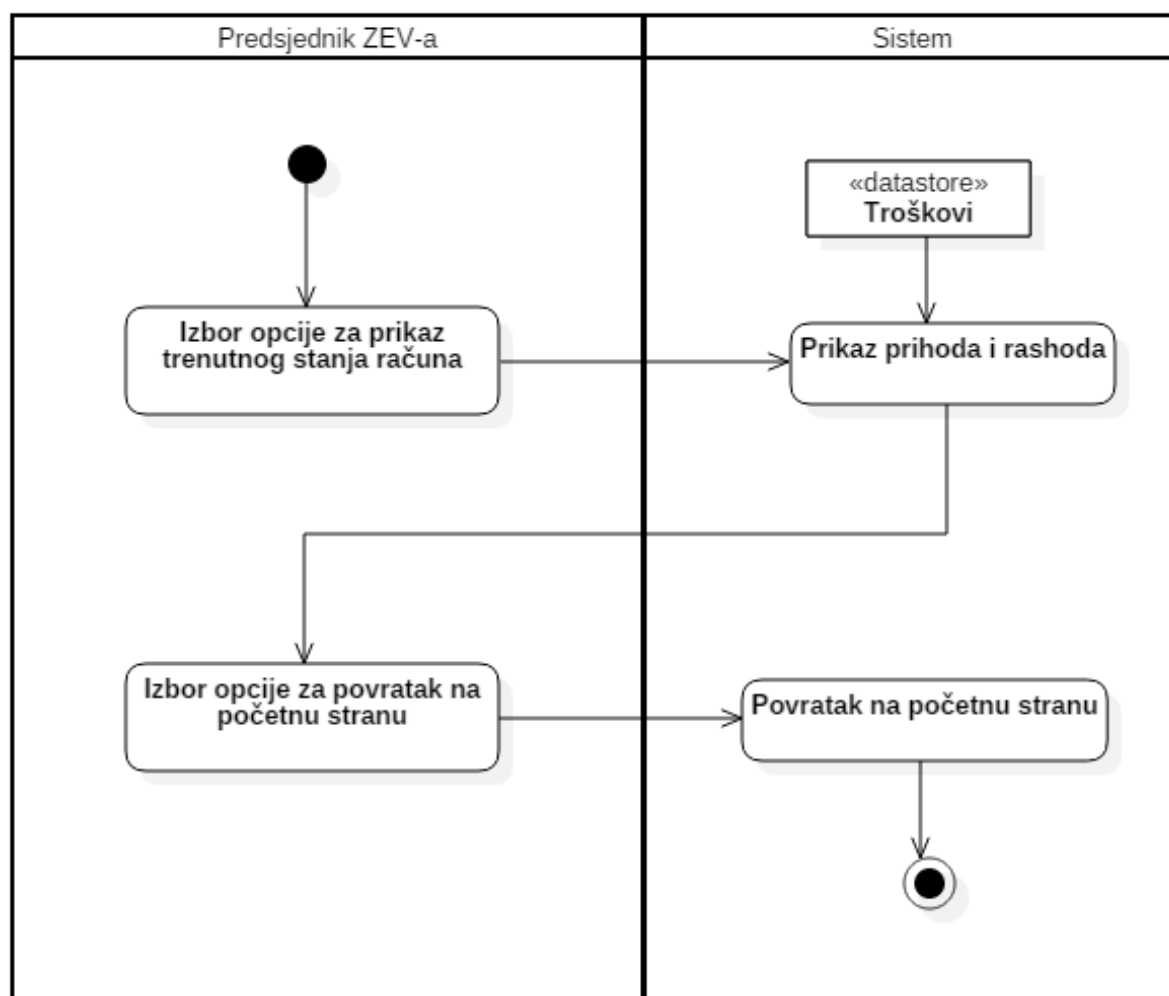 Predsjednik ZEV-a
Sistem
«datastore»
Troškovi
Izbor opcije za prikaz
trenutnog stanja računa
Prikaz prihoda i rashoda
Izbor opcije za povratak na
početnu stranu
Povratak na početnu stranu